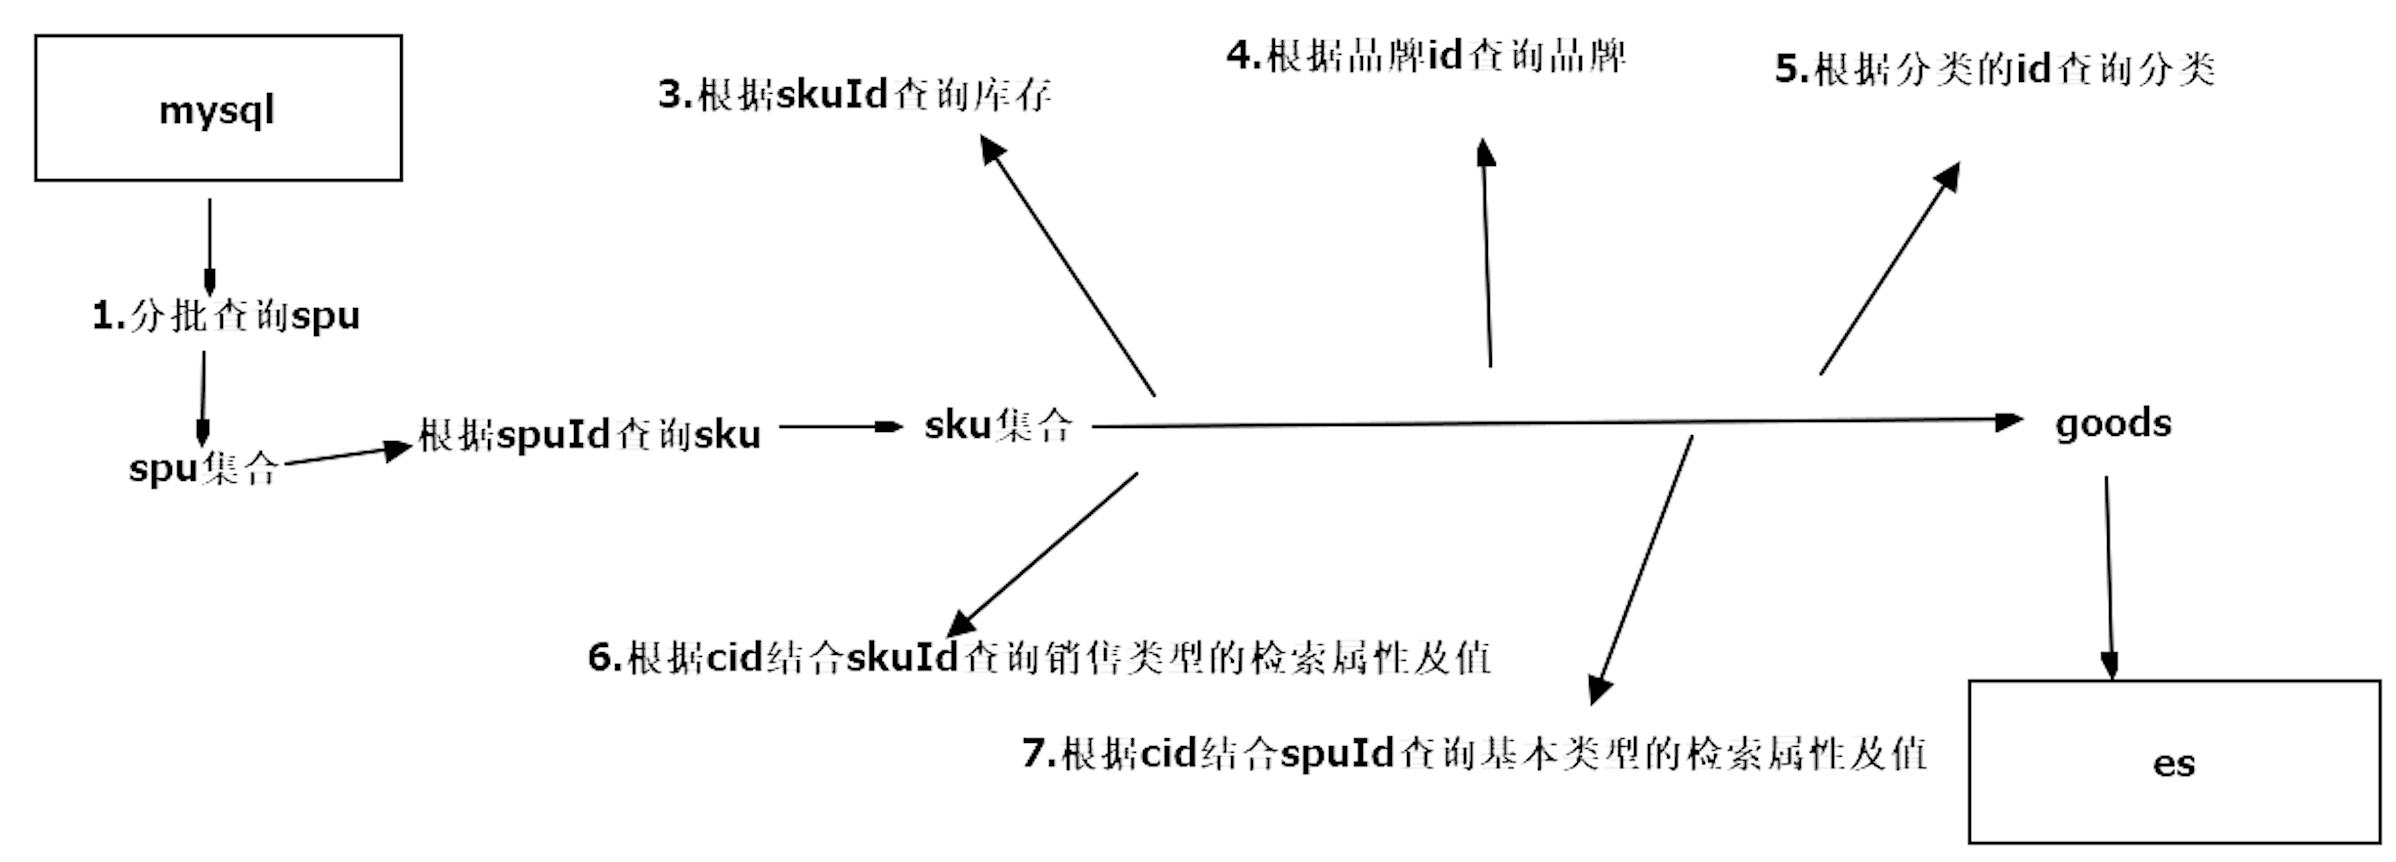 mysql
1.分批查询spu
spu集合
根据spuId查询sku
sku集合
3.根据skuId查询库存
4.根据品牌id查询品牌
5.根据分类的id查询分类
6.根据cid结合skuId查询销售类型的检索属性及值
7.根据cid结合spuId查询基本类型的检索属性及值
goods
es